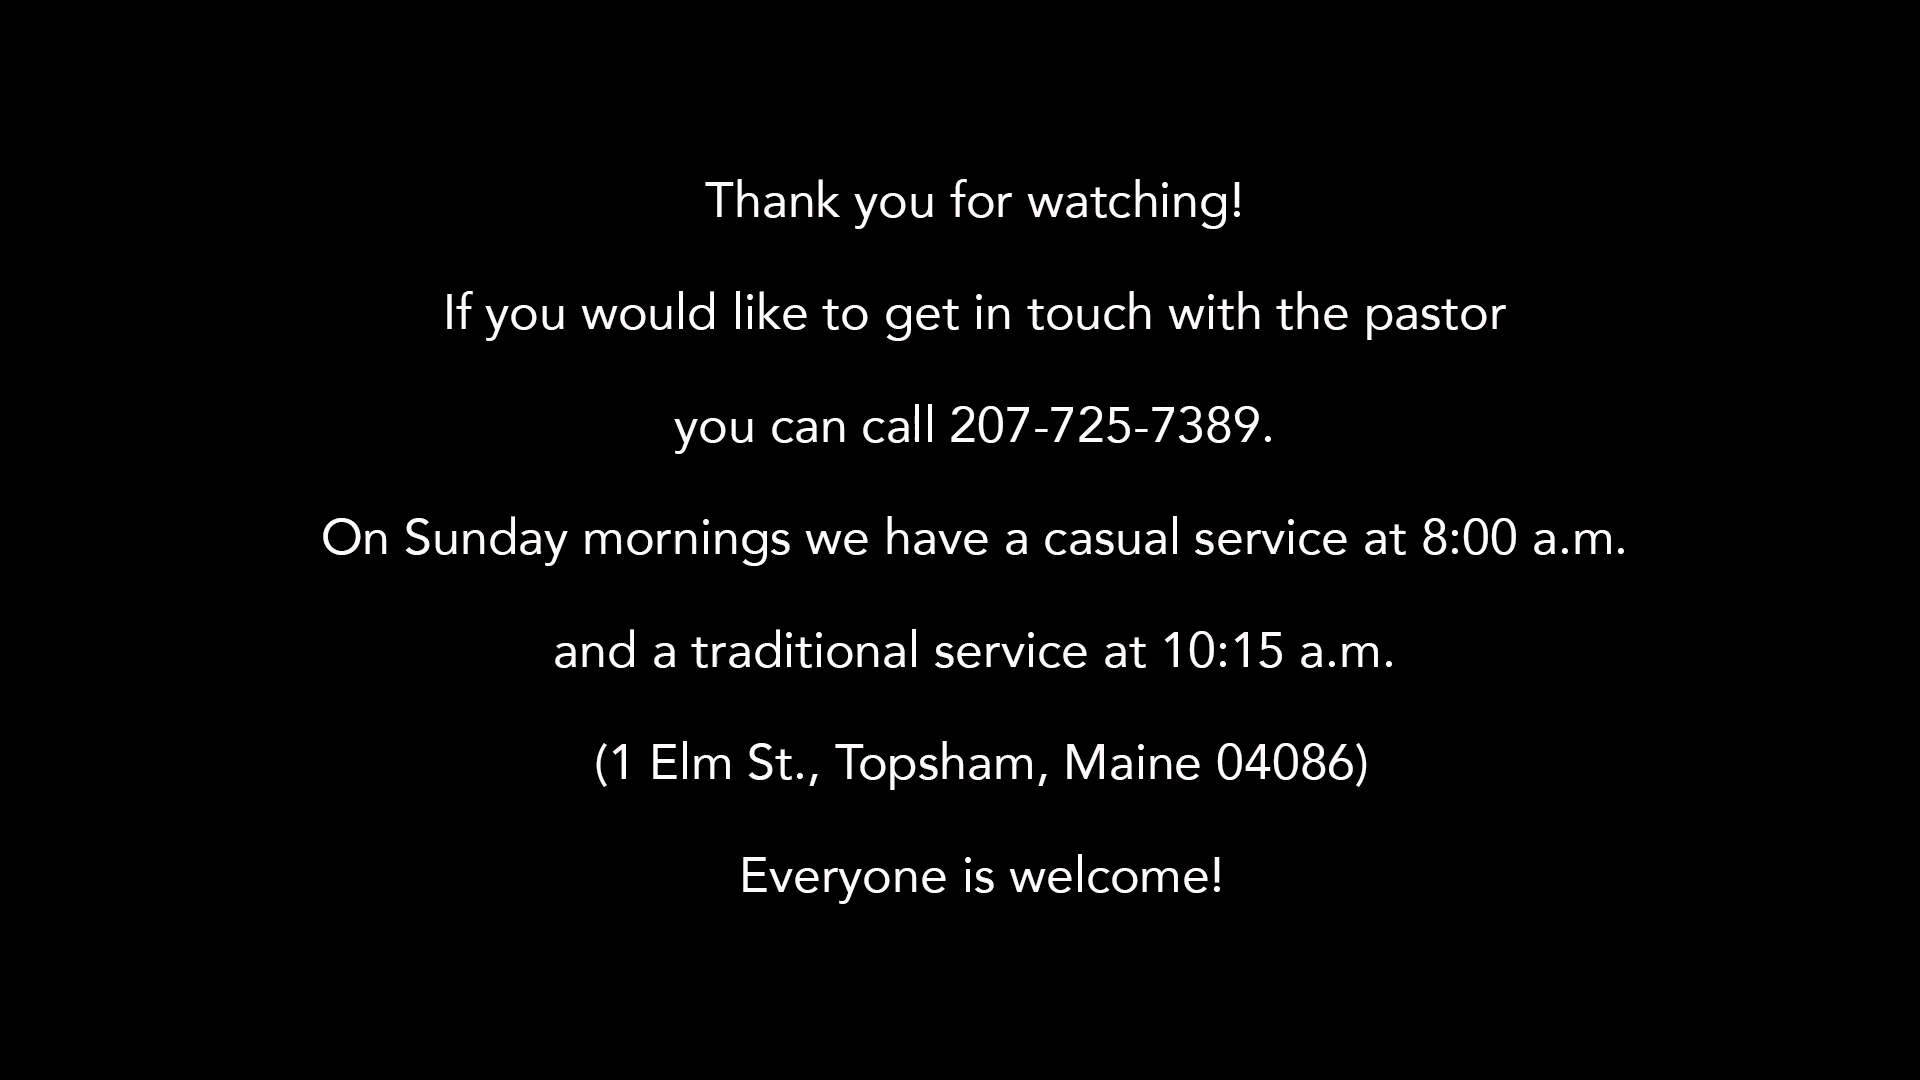 Thank you for watching!
If you would like to get in touch with the pastor
you can call 207-725-7389.
On Sunday mornings we have a casual service at 8:00 a.m.
and a traditional service at 10:15 a.m.
(1 Elm St., Topsham, Maine 04086)
Everyone is welcome!